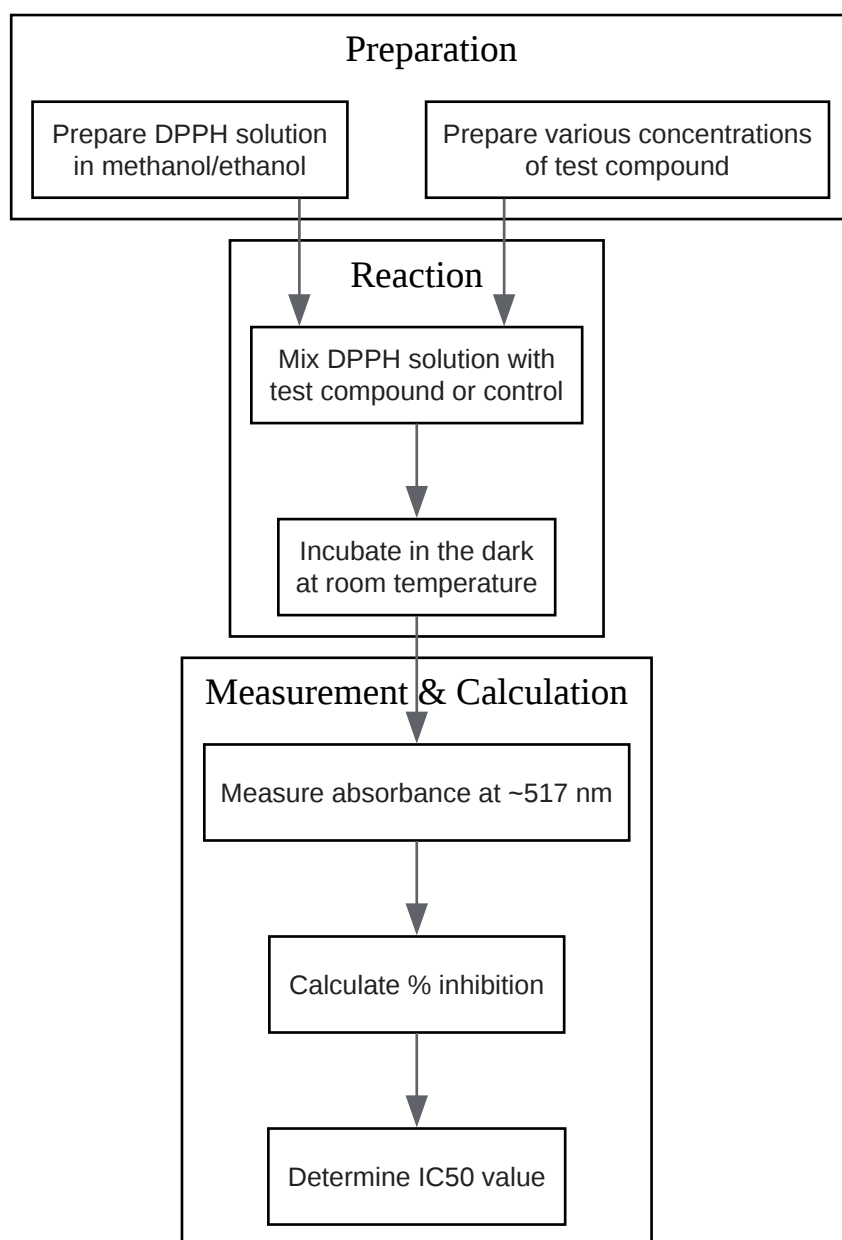 Preparation
Prepare DPPH solution
in methanol/ethanol
Prepare various concentrations
of test compound
Reaction
Mix DPPH solution with
test compound or control
Incubate in the dark
at room temperature
Measurement & Calculation
Measure absorbance at ~517 nm
Calculate % inhibition
Determine IC50 value